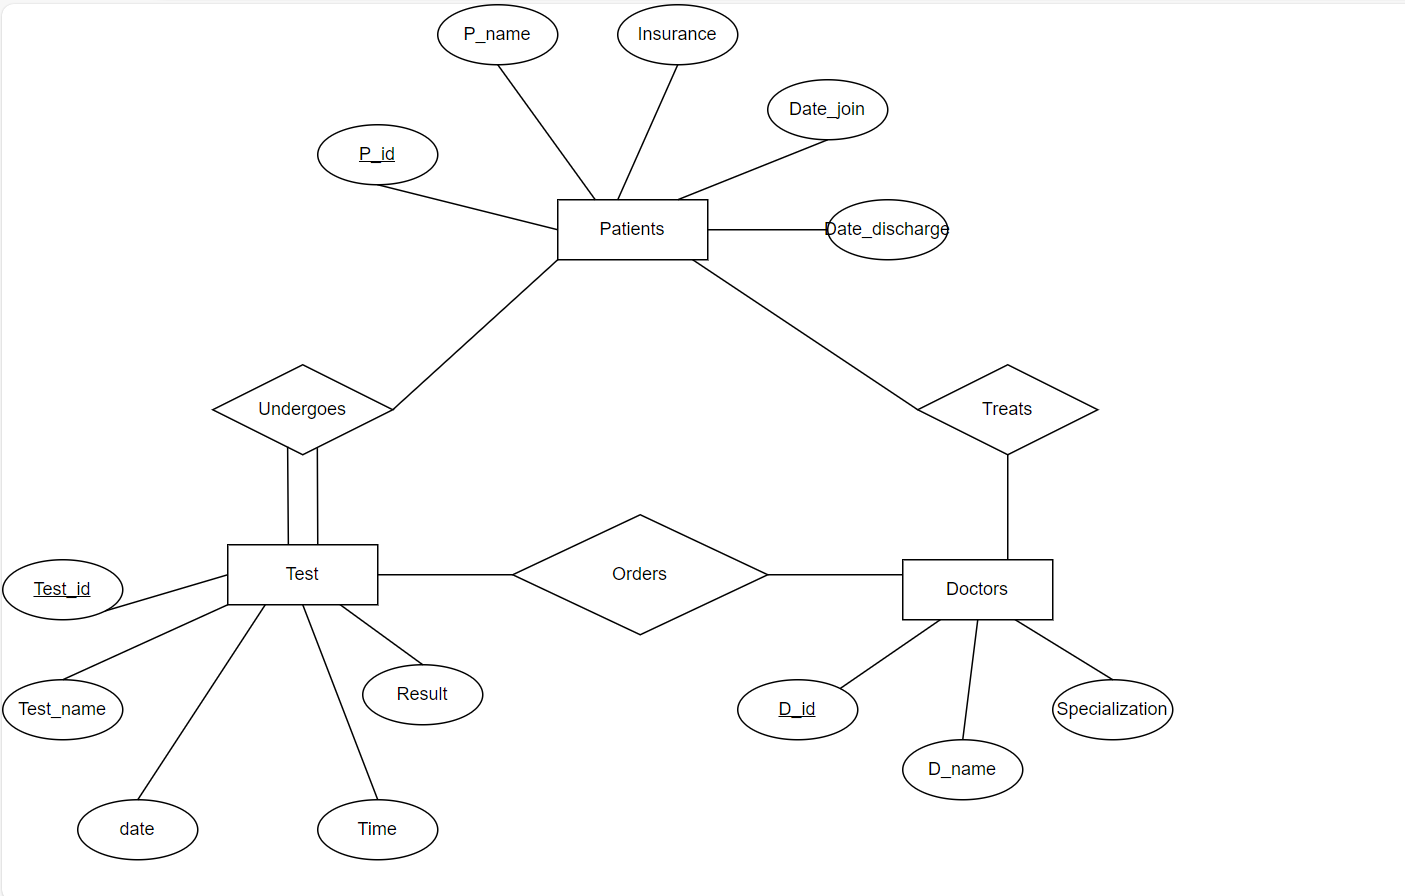 P_name
Insurance
Date_join
P_id
Patients
Date_discharge
Undergoes
Treats
Test
Orders
Doctors
Test_id
Test_name
Result
D_id
Specialization
D_name
date
Time